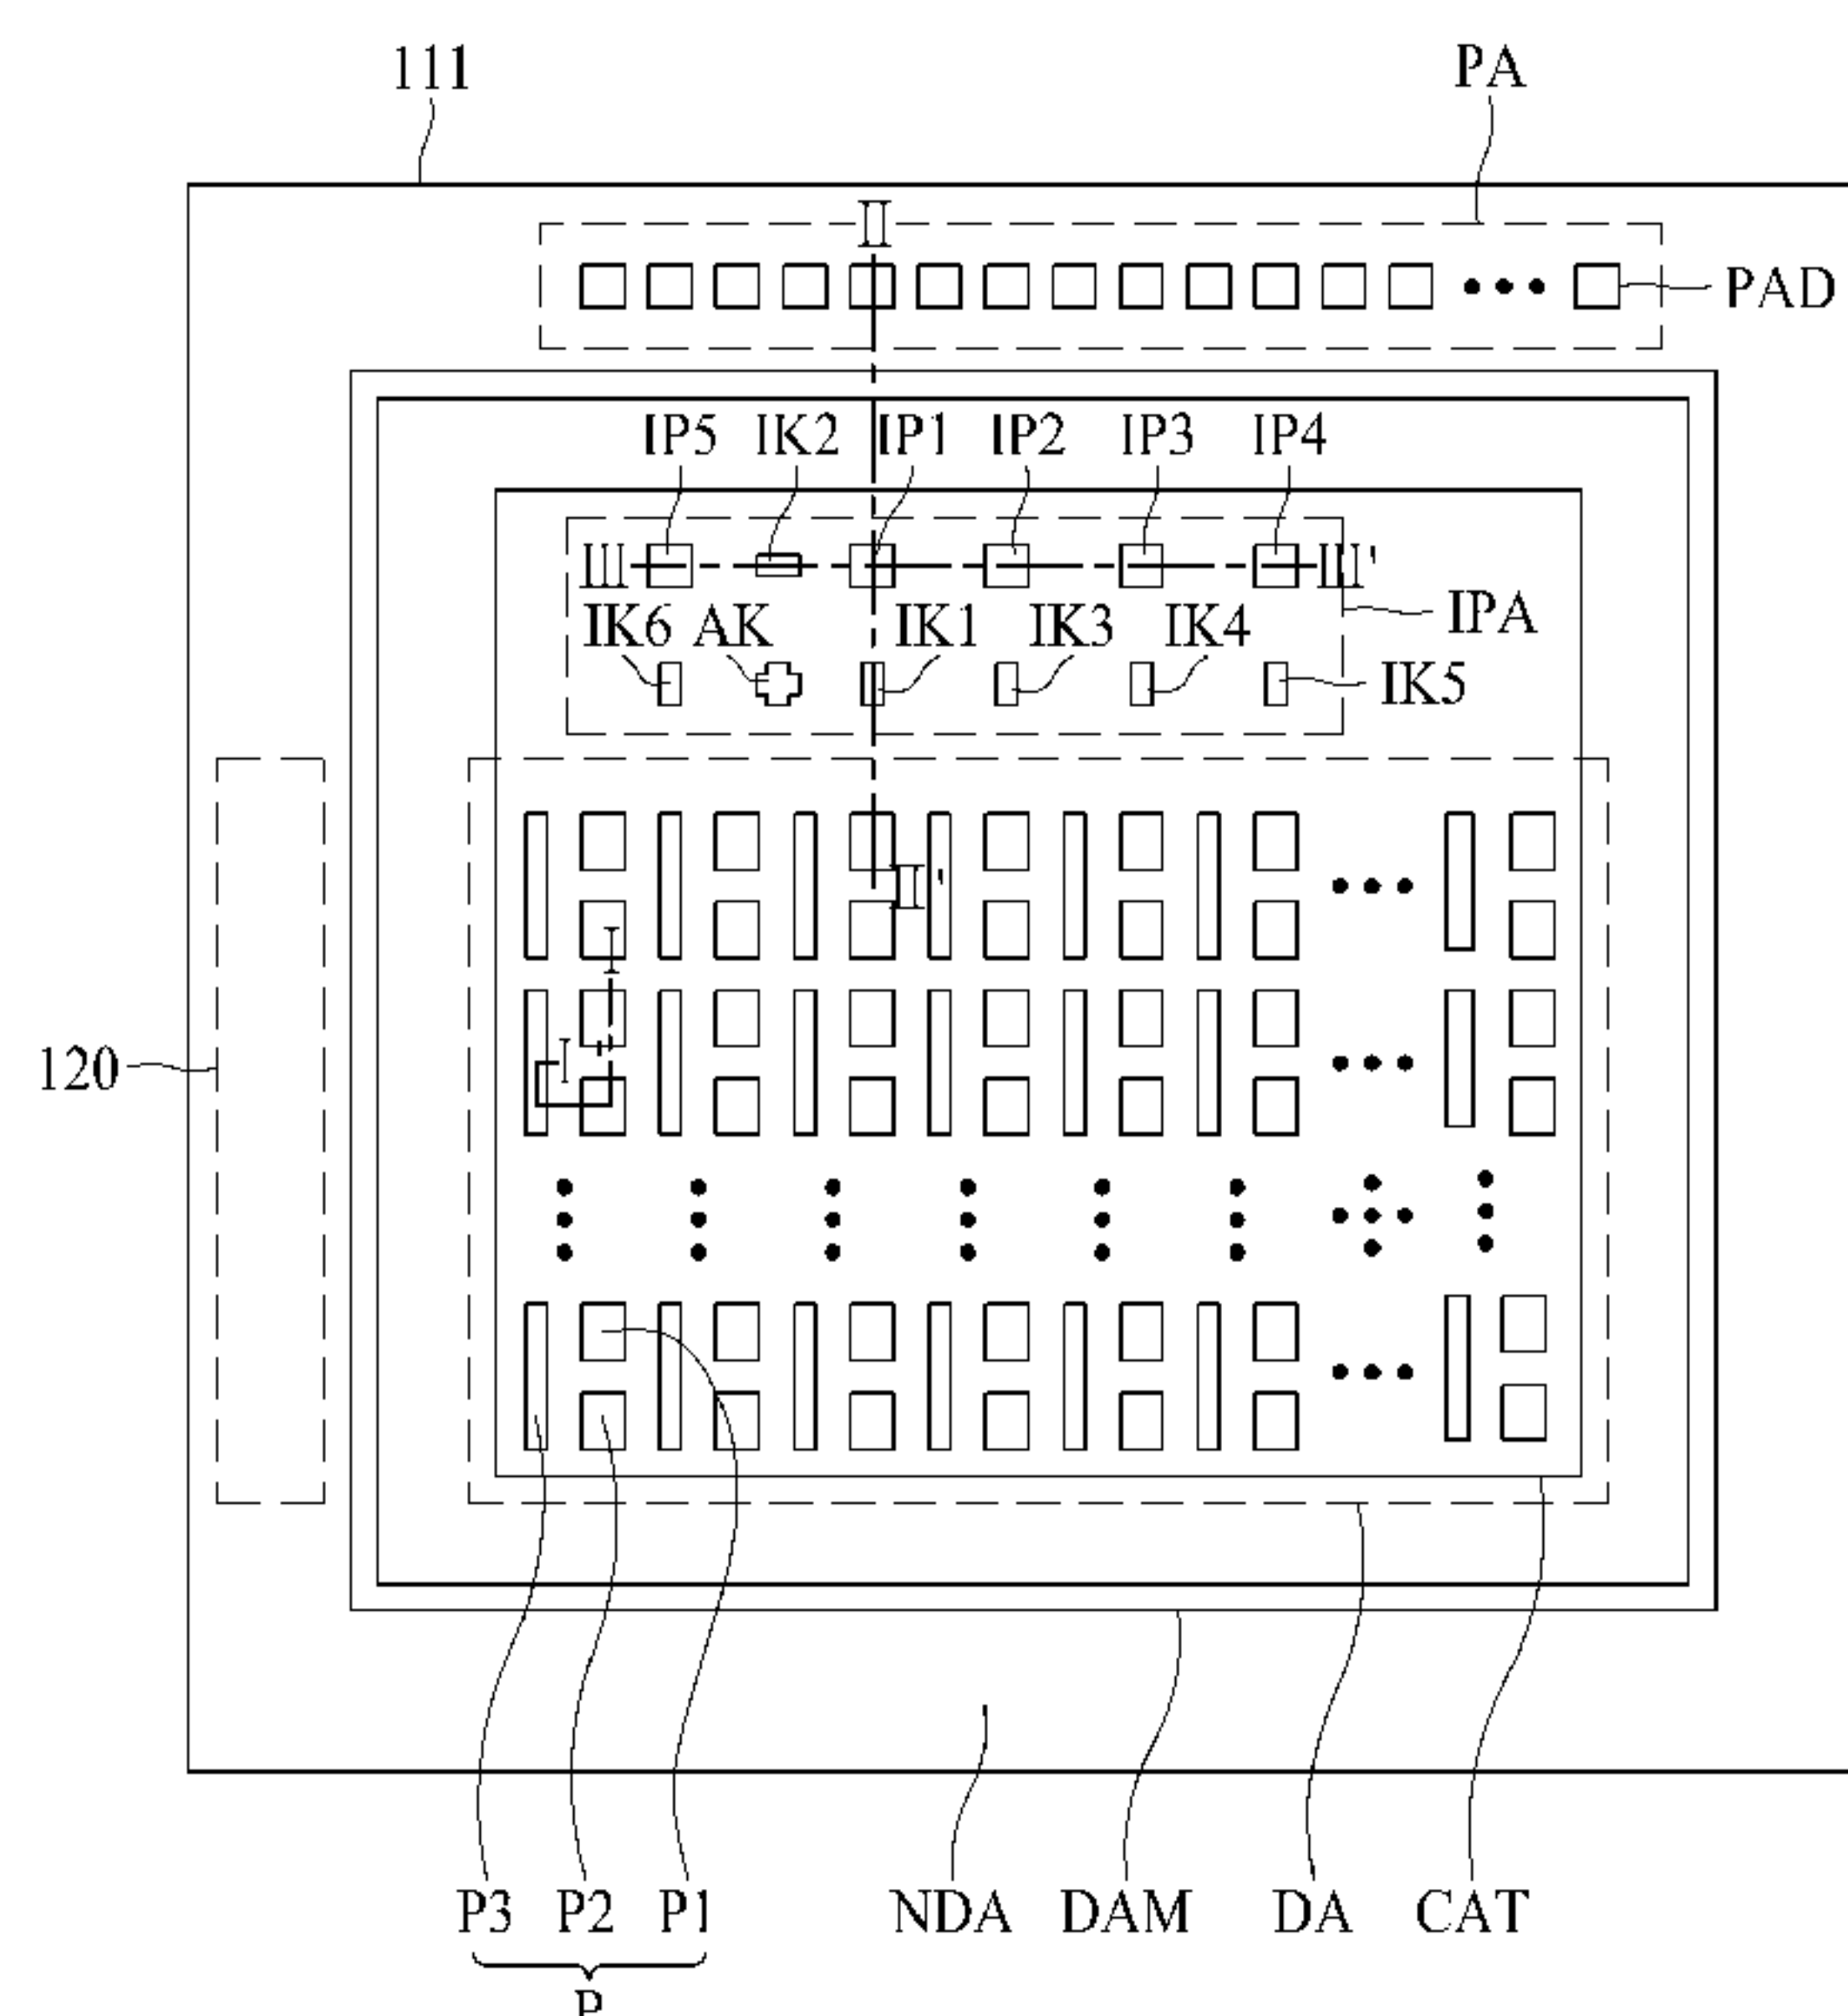 111 PA
II
PAD
IP5 IK2 IP1 IP2 IP3 IP4
III III'
IK6 AK IK1 IK3 IK4 IPA
IK5
II'
I
I'
120
P3 P2 P1 NDA DAM DA CAT
P